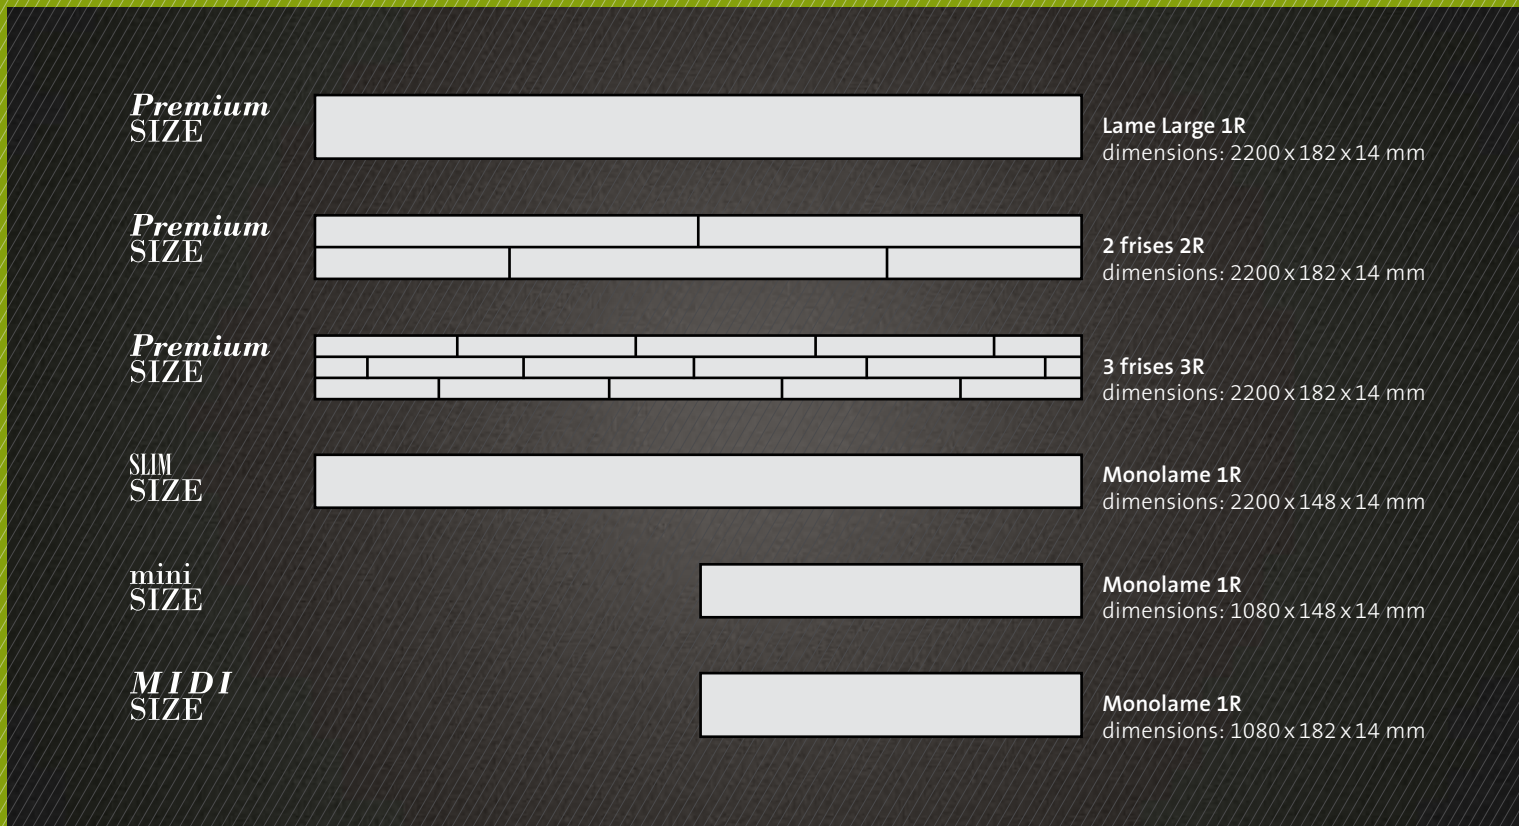 Premium
SIZE
Lame Large 1R
dimensions: 2200 x 182 x 14 mm
Premium
SIZE
2 frises 2R
dimensions: 2200 x 182 x 14 mm
Premium
SIZE
3 frises 3R
dimensions: 2200 x 182 x 14 mm
SLIM
SIZE
Monolame 1R
dimensions: 2200 x 148 x 14 mm
mini
SIZE
Monolame 1R
dimensions: 1080 x 148 x 14 mm
MIDI
SIZE
Monolame 1R
dimensions: 1080 x 182 x 14 mm